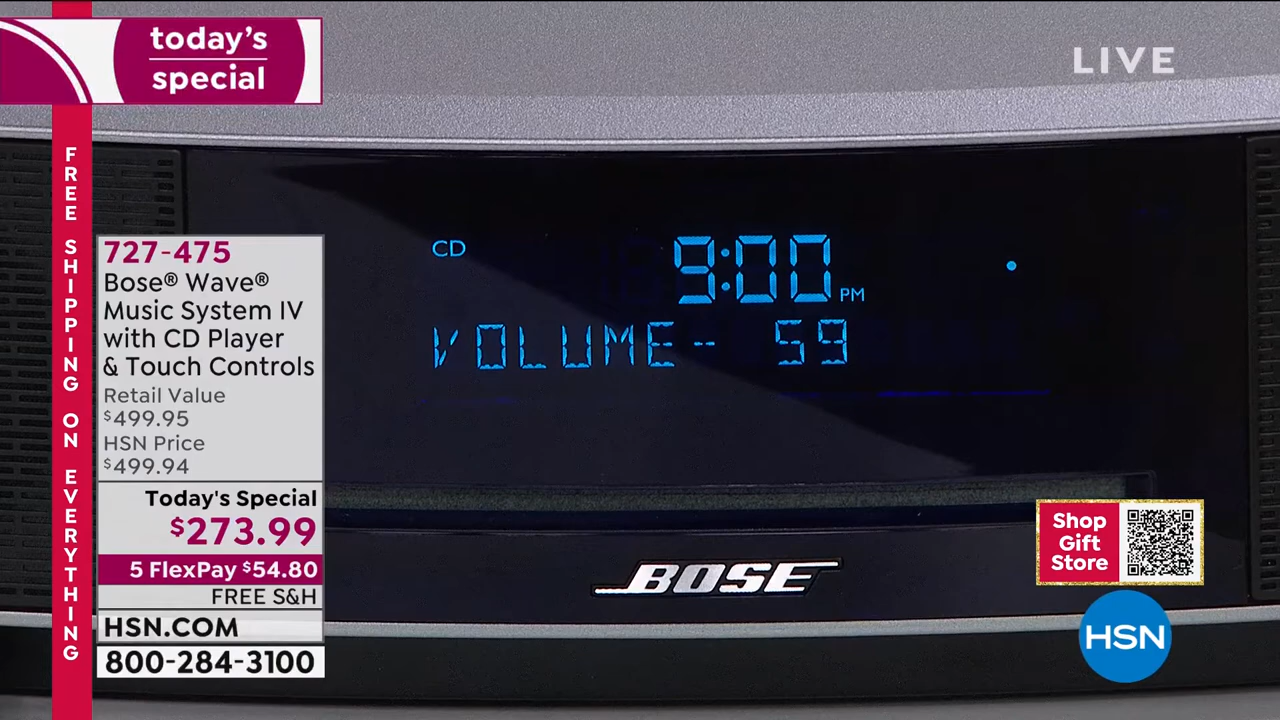 today's
special
LIVE
FREE SHIPPING ON EVERYTHING
727-475
Bose® Wave®
Music System IV
with CD Player
& Touch Controls
Retail Value
$499.95
HSN Price
$499.94
Today's Special
$273.99
5 FlexPay $54.80
FREE S&H
HSN.COM
800-284-3100
CD
9:00
PM
VOLUME- 59
BOSE
Shop
Gift
Store
HSN